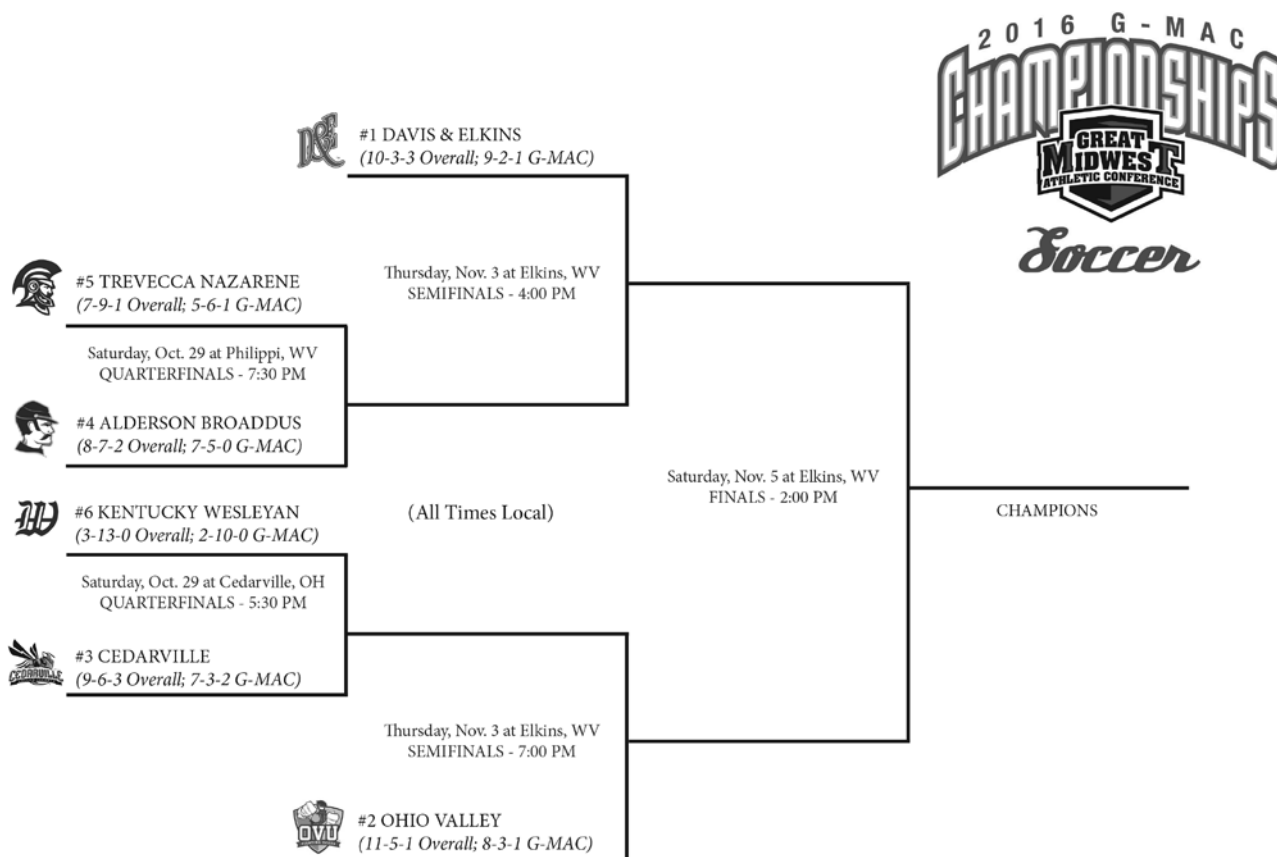 2016 G-MAC
CHAMPIONSHIPS
GREAT
MIDWEST
ATHLETIC CONFERENCE
Soccer
D&E
#1 DAVIS & ELKINS
(10-3-3 Overall; 9-2-1 G-MAC)
Thursday, Nov. 3 at Elkins, WV
SEMIFINALS - 4:00 PM
#5 TREVECCA NAZARENE
(7-9-1 Overall; 5-6-1 G-MAC)
Saturday, Oct. 29 at Philippi, WV
QUARTERFINALS - 7:30 PM
#4 ALDERSON BROADDUS
(8-7-2 Overall; 7-5-0 G-MAC)
Saturday, Nov. 5 at Elkins, WV
FINALS - 2:00 PM
CHAMPIONS
W
#6 KENTUCKY WESLEYAN
(3-13-0 Overall; 2-10-0 G-MAC)
(All Times Local)
Saturday, Oct. 29 at Cedarville, OH
QUARTERFINALS - 5:30 PM
CEDARVILLE
#3 CEDARVILLE
(9-6-3 Overall; 7-3-2 G-MAC)
Thursday, Nov. 3 at Elkins, WV
SEMIFINALS - 7:00 PM
OVU
#2 OHIO VALLEY
(11-5-1 Overall; 8-3-1 G-MAC)